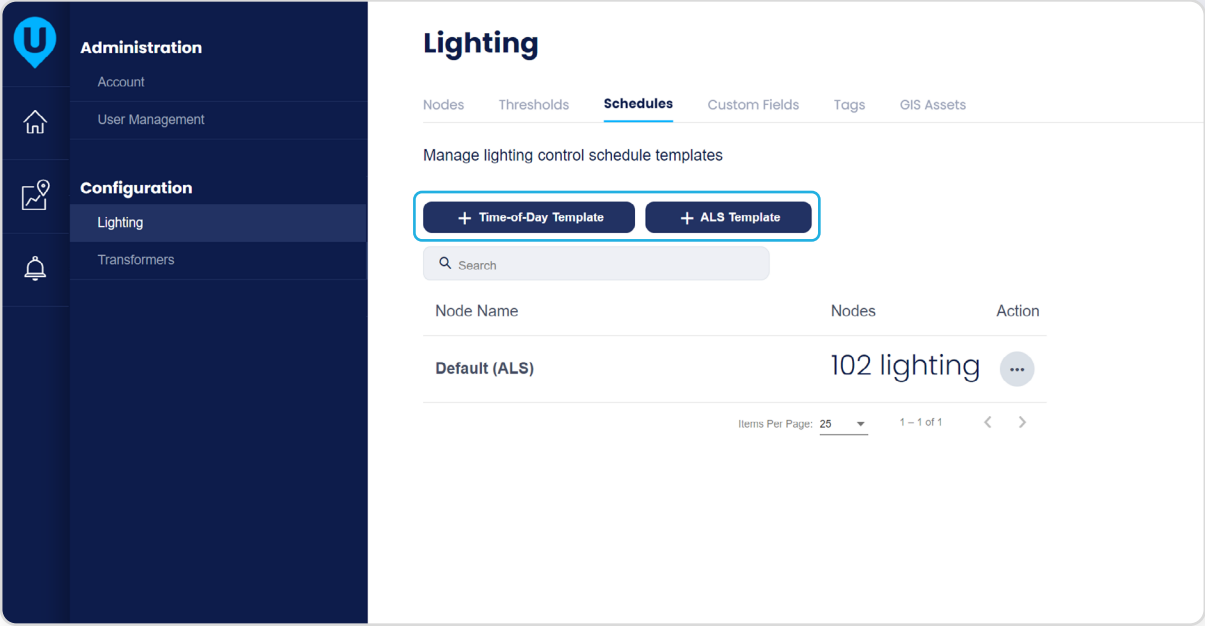 U
Administration
Account
User Management
Configuration
Lighting
Transformers
Lighting
Nodes Thresholds Schedules Custom Fields Tags GIS Assets
Manage lighting control schedule templates
+ Time-of-Day Template + ALS Template
Search
Node Name Nodes Action
Default (ALS) 102 lighting ...
Items Per Page: 25 1 – 1 of 1